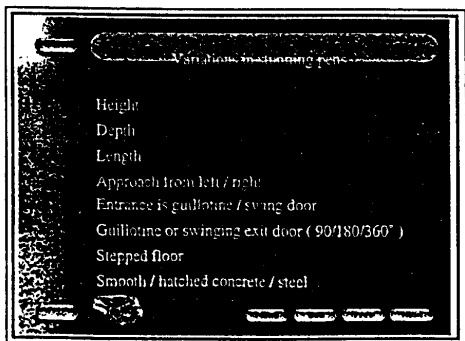 Variations in stunning pens
Height
Depth
Length
Approach from left / right
Entrance is guillotine / swing door
Guillotine or swinging exit door ( 90/180/360° )
Stepped floor
Smooth / hatched concrete / steel